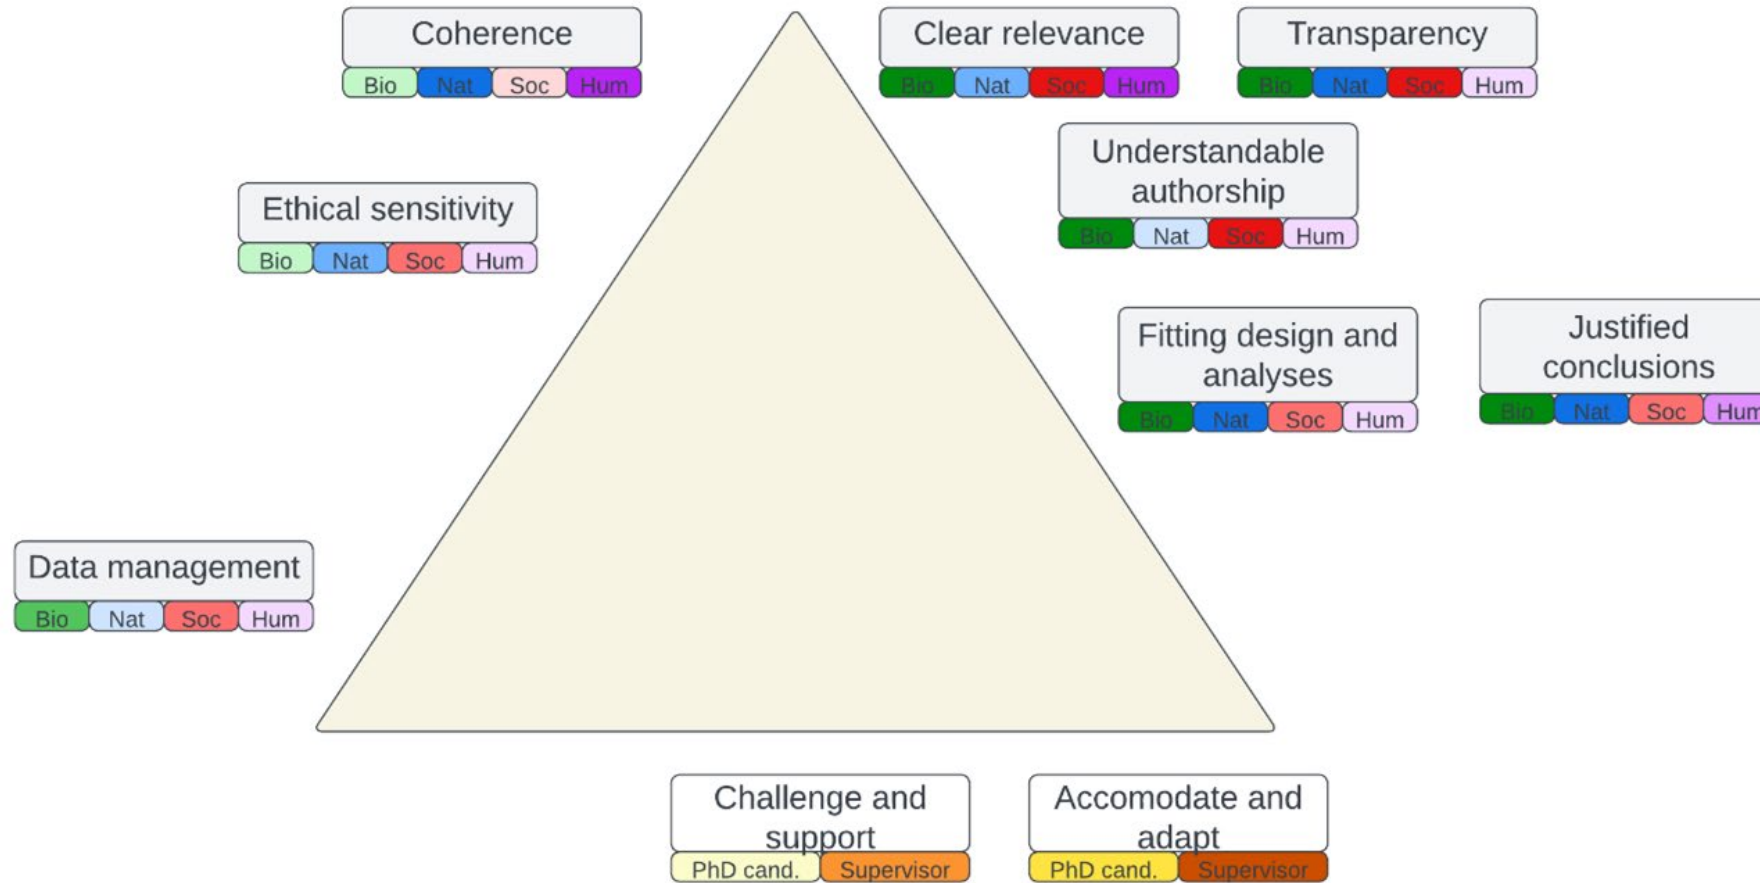 Coherence
Bio Nat Soc Hum
Clear relevance
Bio Nat Soc Hum
Transparency
Bio Nat Soc Hum
Understandable
authorship
Bio Nat Soc Hum
Ethical sensitivity
Bio Nat Soc Hum
Fitting design and
analyses
Bio Nat Soc Hum
Justified
conclusions
Bio Nat Soc Hum
Data management
Bio Nat Soc Hum
Challenge and
support
PhD cand. Supervisor
Accomodate and
adapt
PhD cand. Supervisor